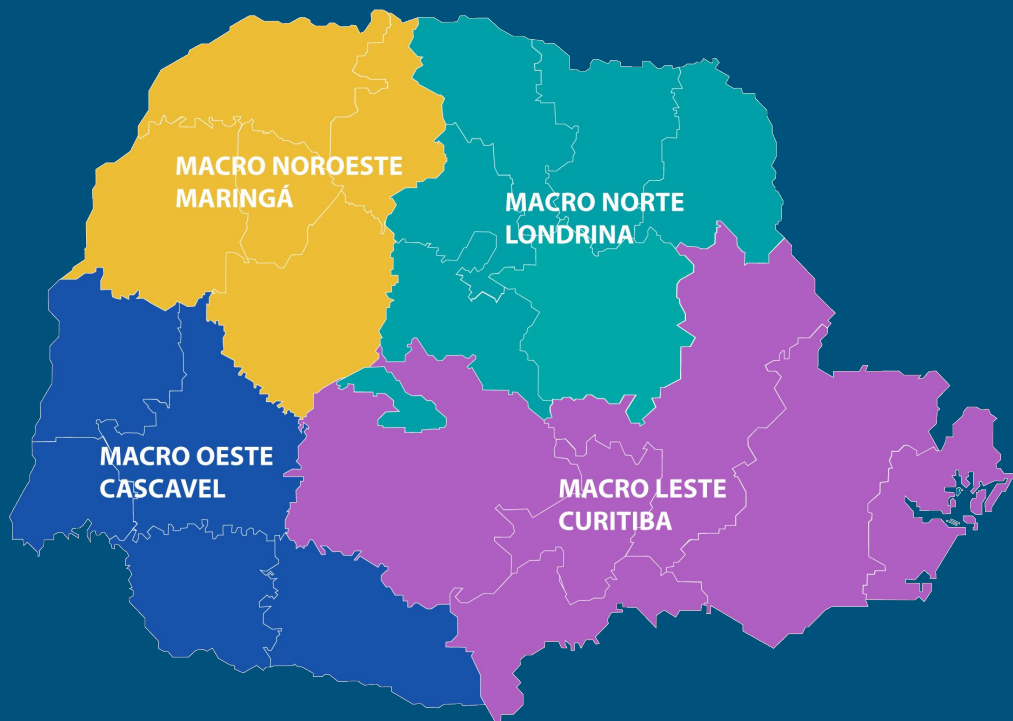 MACRO NOROESTE
MARINGÁ
MACRO NORTE
LONDRINA
MACRO OESTE
CASCAVEL
MACRO LESTE
CURITIBA